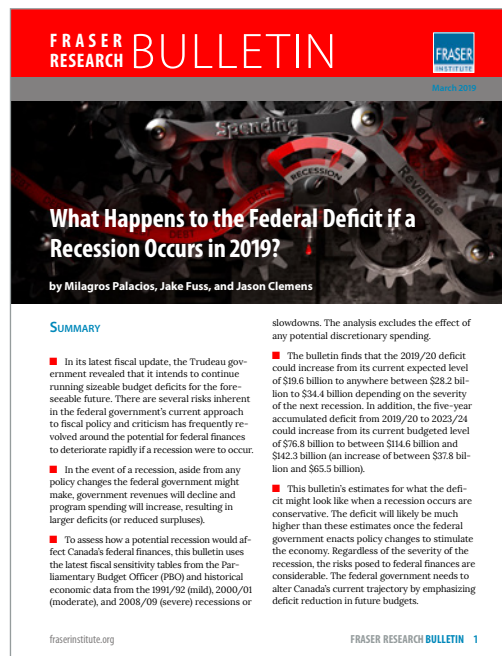 FRASER
RESEARCH BULLETIN
FRASER
INSTITUTE
March 2019
Spending
Revenue
RECESSION
DEBT
What Happens to the Federal Deficit if a
Recession Occurs in 2019?
by Milagros Palacios, Jake Fuss, and Jason Clemens
Summary
■ In its latest fiscal update, the Trudeau gov-
ernment revealed that it intends to continue
running sizeable budget deficits for the fore-
seeable future. There are several risks inherent
in the federal government's current approach
to fiscal policy and criticism has frequently re-
volved around the potential for federal finances
to deteriorate rapidly if a recession were to occur.
■ In the event of a recession, aside from any
policy changes the federal government might
make, government revenues will decline and
program spending will increase, resulting in
larger deficits (or reduced surpluses).
■ To assess how a potential recession would af-
fect Canada's federal finances, this bulletin uses
the latest fiscal sensitivity tables from the Par-
liamentary Budget Officer (PBO) and historical
economic data from the 1991/92 (mild), 2000/01
(moderate), and 2008/09 (severe) recessions or
slowdowns. The analysis excludes the effect of
any potential discretionary spending.
■ The bulletin finds that the 2019/20 deficit
could increase from its current expected level
of $19.6 billion to anywhere between $28.2 bil-
lion to $34.4 billion depending on the severity
of the next recession. In addition, the five-year
accumulated deficit from 2019/20 to 2023/24
could increase from its current budgeted level
of $76.8 billion to between $114.6 billion and
$142.3 billion (an increase of between $37.8 bil-
lion and $65.5 billion).
■ This bulletin's estimates for what the defi-
cit might look like when a recession occurs are
conservative. The deficit will likely be much
higher than these estimates once the federal
government enacts policy changes to stimulate
the economy. Regardless of the severity of the
recession, the risks posed to federal finances are
considerable. The federal government needs to
alter Canada's current trajectory by emphasizing
deficit reduction in future budgets.
fraserinstitute.org
FRASER RESEARCH BULLETIN 1